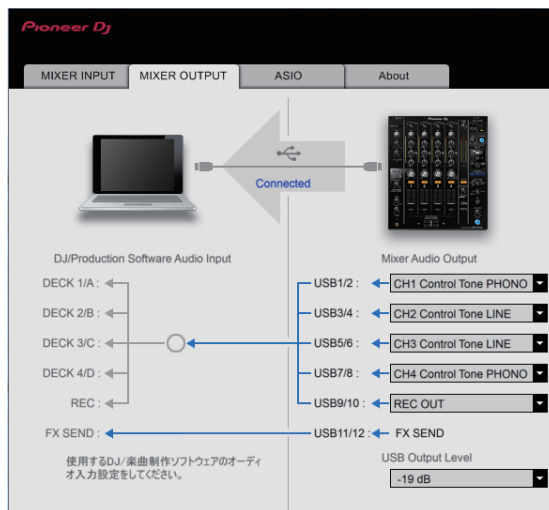 Pioneer Dj
MIXER INPUT
MIXER OUTPUT
ASIO
About
Connected
DJ/Production Software Audio Input
Mixer Audio Output
DECK 1/A :
USB1/2 :
CH1 Control Tone PHONO
DECK 2/B :
USB3/4 :
CH2 Control Tone LINE
DECK 3/C :
USB5/6 :
CH3 Control Tone LINE
DECK 4/D :
USB7/8 :
CH4 Control Tone PHONO
REC :
USB9/10 :
REC OUT
FX SEND :
USB11/12 :
FX SEND
使用するDJ/楽曲制作ソフトウェアのオーディ
オ入力設定をしてください。
USB Output Level
-19 dB